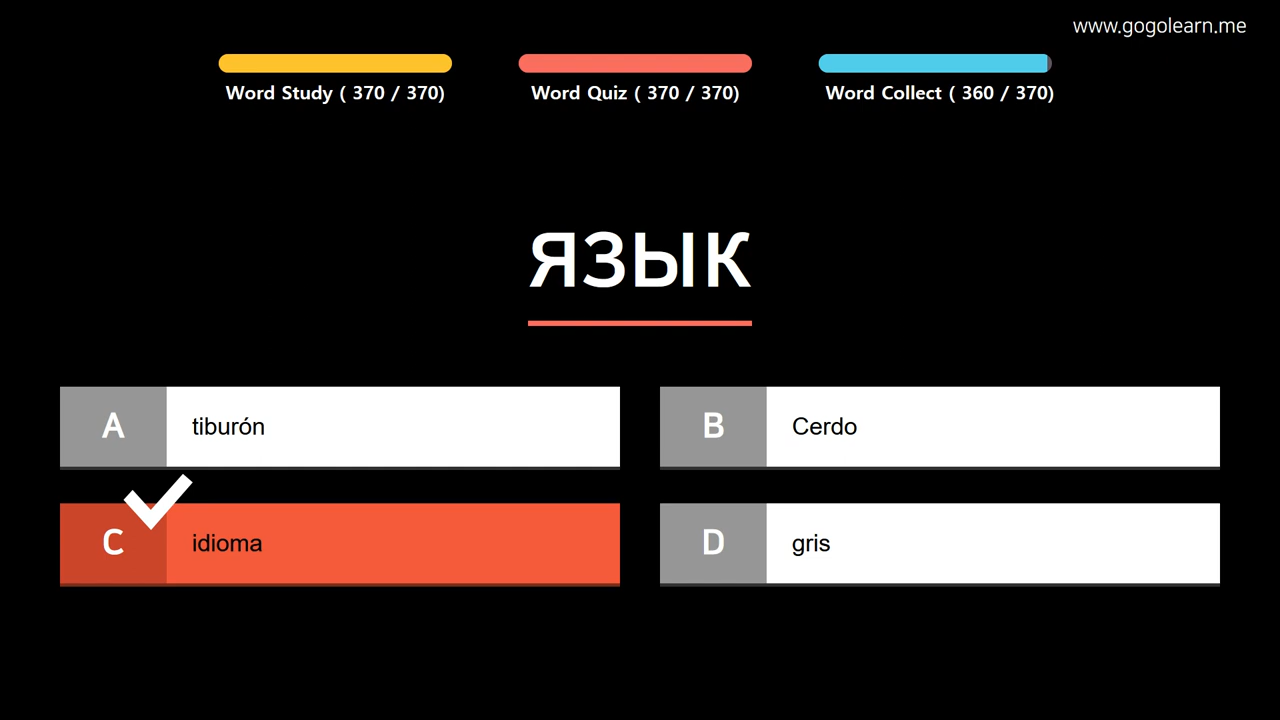 www.gogolearn.me
Word Study ( 370 / 370)
Word Quiz ( 370 / 370)
Word Collect ( 360 / 370)
язык
A
tiburón
B
Cerdo
C
idioma
D
gris